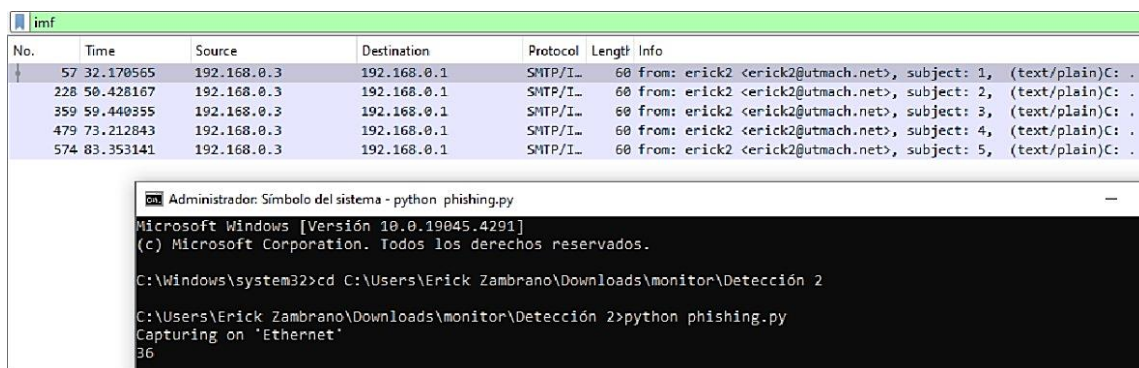 imf
No. Time Source Destination Protocol Length Info
57 32.170565 192.168.0.3 192.168.0.1 SMTP/I… 60 from: erick2 <erick2@utmach.net>, subject: 1, (text/plain)C: .
228 50.428167 192.168.0.3 192.168.0.1 SMTP/I… 60 from: erick2 <erick2@utmach.net>, subject: 2, (text/plain)C: .
359 59.440355 192.168.0.3 192.168.0.1 SMTP/I… 60 from: erick2 <erick2@utmach.net>, subject: 3, (text/plain)C: .
479 73.212843 192.168.0.3 192.168.0.1 SMTP/I… 60 from: erick2 <erick2@utmach.net>, subject: 4, (text/plain)C: .
574 83.353141 192.168.0.3 192.168.0.1 SMTP/I… 60 from: erick2 <erick2@utmach.net>, subject: 5, (text/plain)C: .
Administrador: Símbolo del sistema - python phishing.py
Microsoft Windows [Versión 10.0.19045.4291]
(c) Microsoft Corporation. Todos los derechos reservados.
C:\Windows\system32>cd C:\Users\Erick Zambrano\Downloads\monitor\Detección 2
C:\Users\Erick Zambrano\Downloads\monitor\Detección 2>python phishing.py
Capturing on 'Ethernet'
36